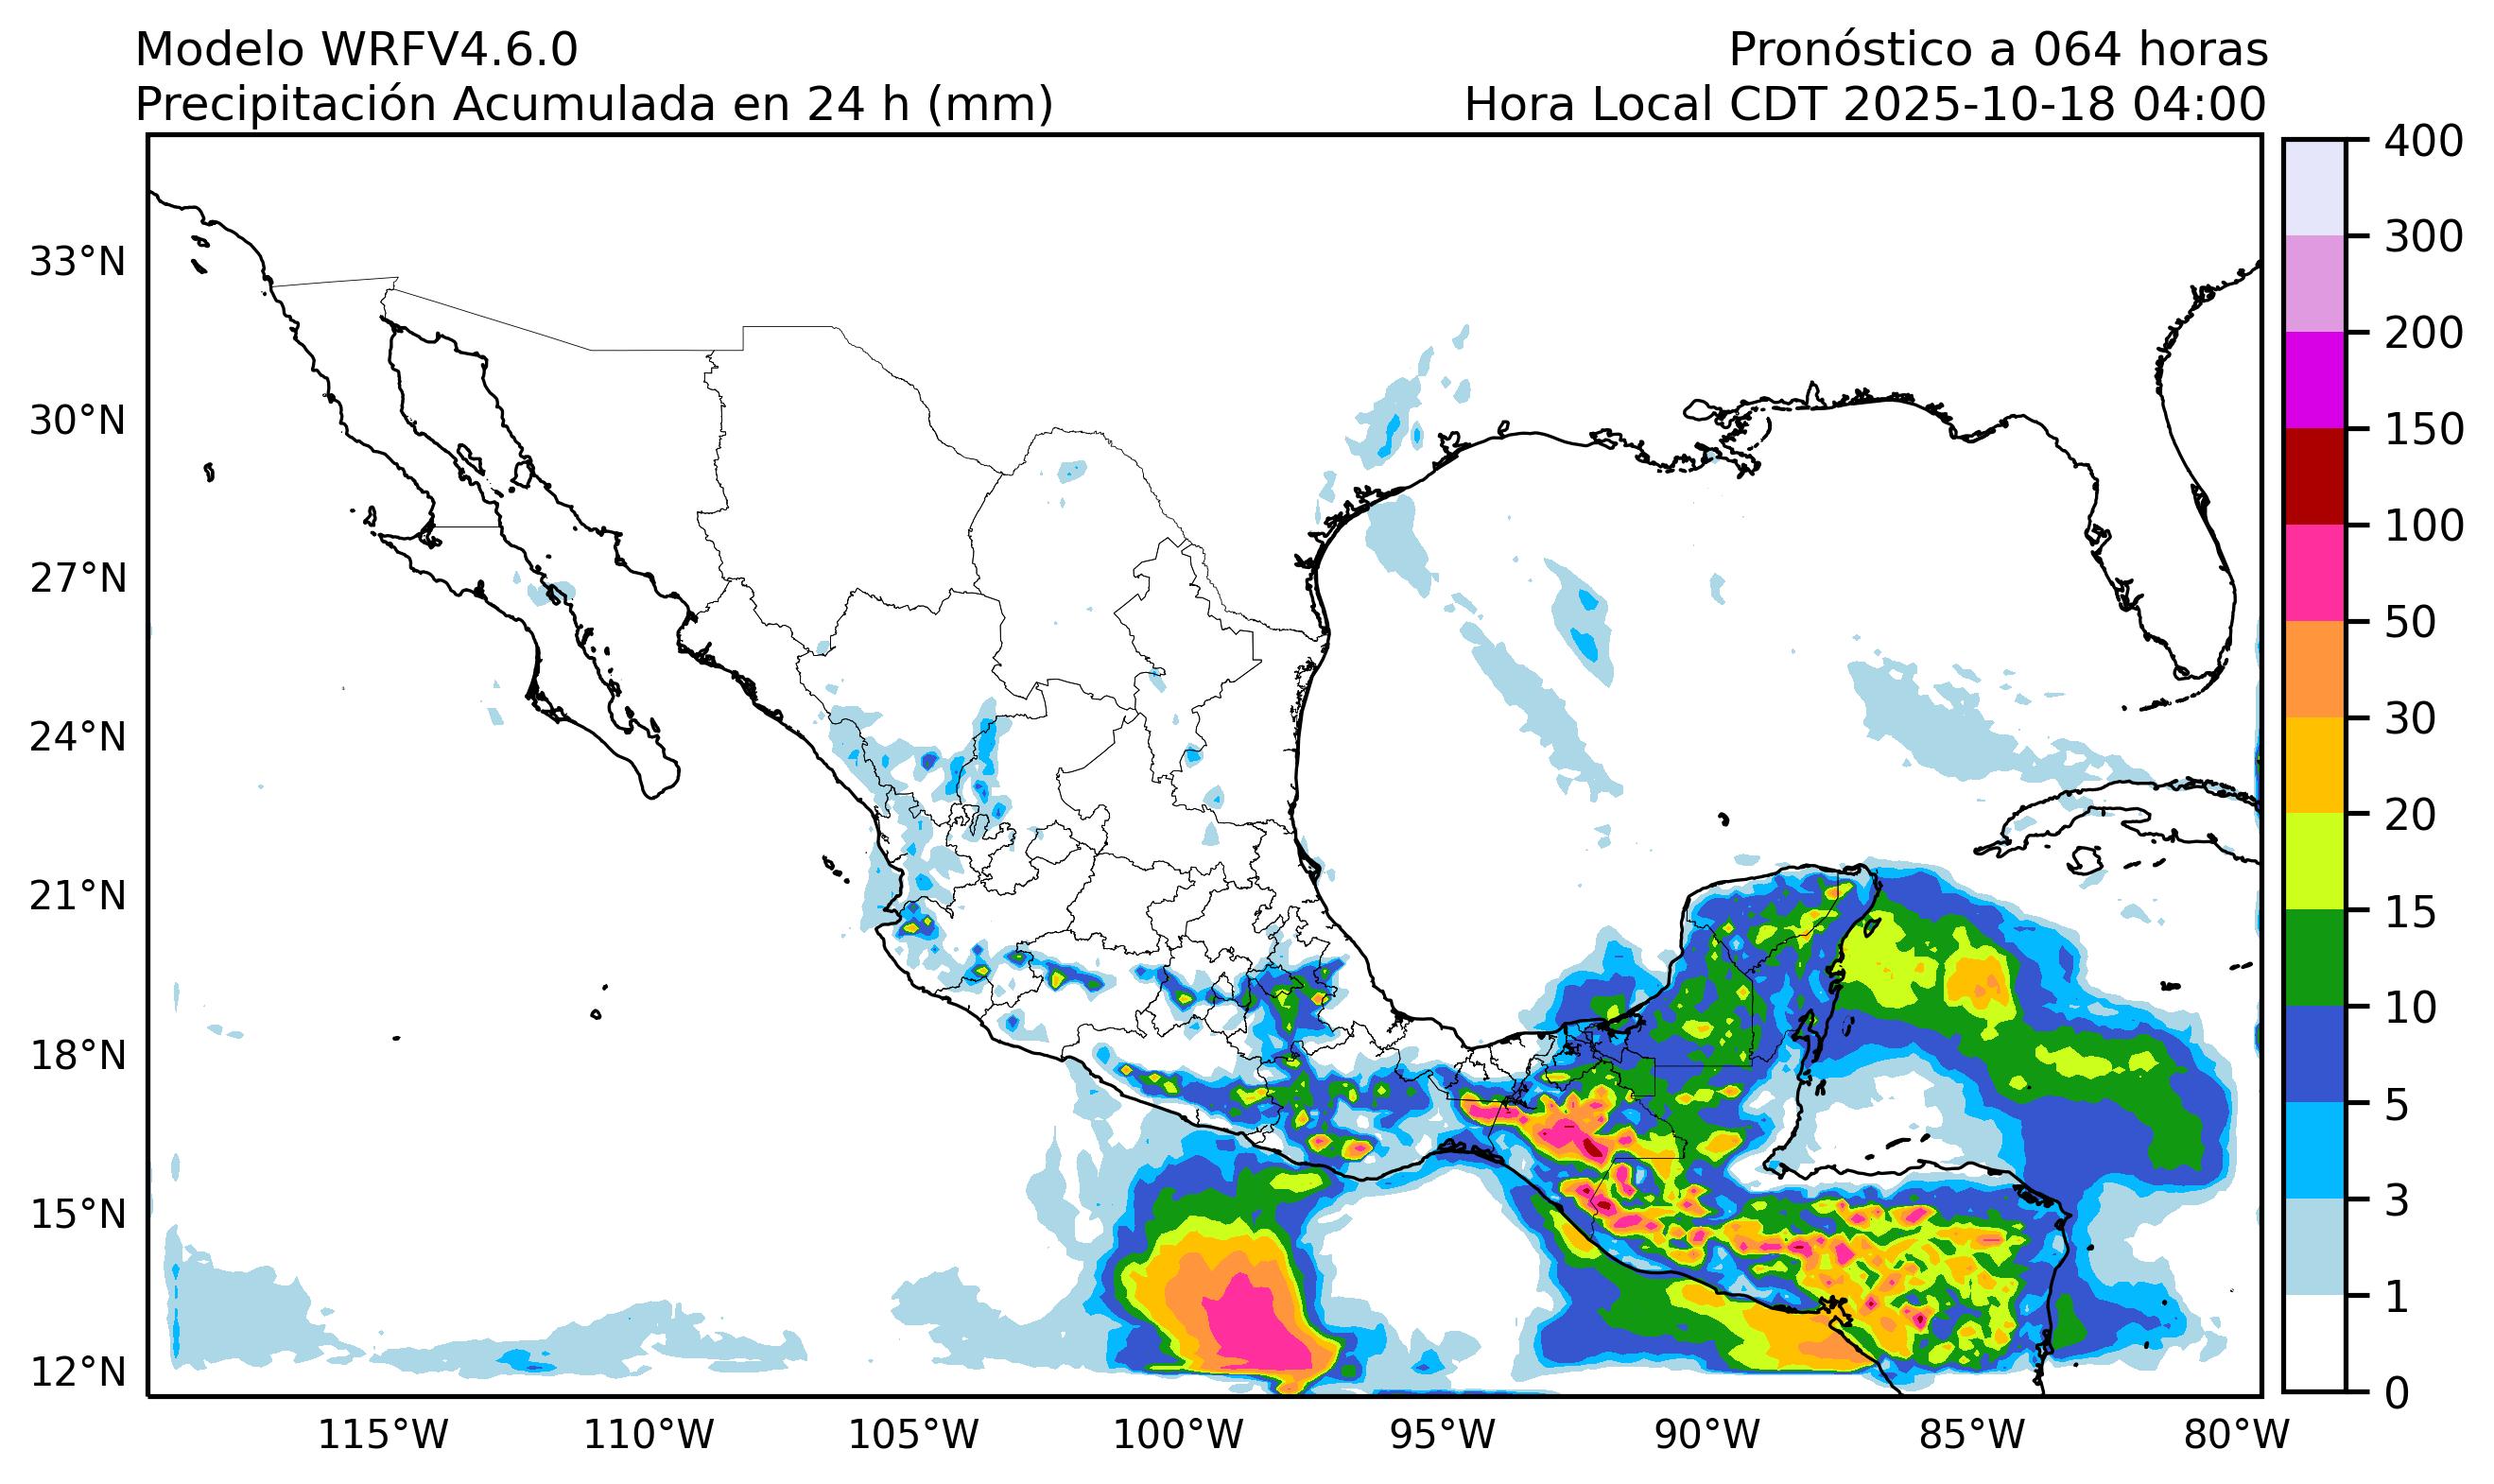 Modelo WRFV4.6.0
Pronóstico a 064 horas
Precipitación Acumulada en 24 h (mm)
Hora Local CDT 2025-10-18 04:00
33°N
30°N
27°N
24°N
21°N
18°N
15°N
12°N
115°W
110°W
105°W
100°W
95°W
90°W
85°W
80°W
400
300
200
150
100
50
30
20
15
10
5
3
1
0